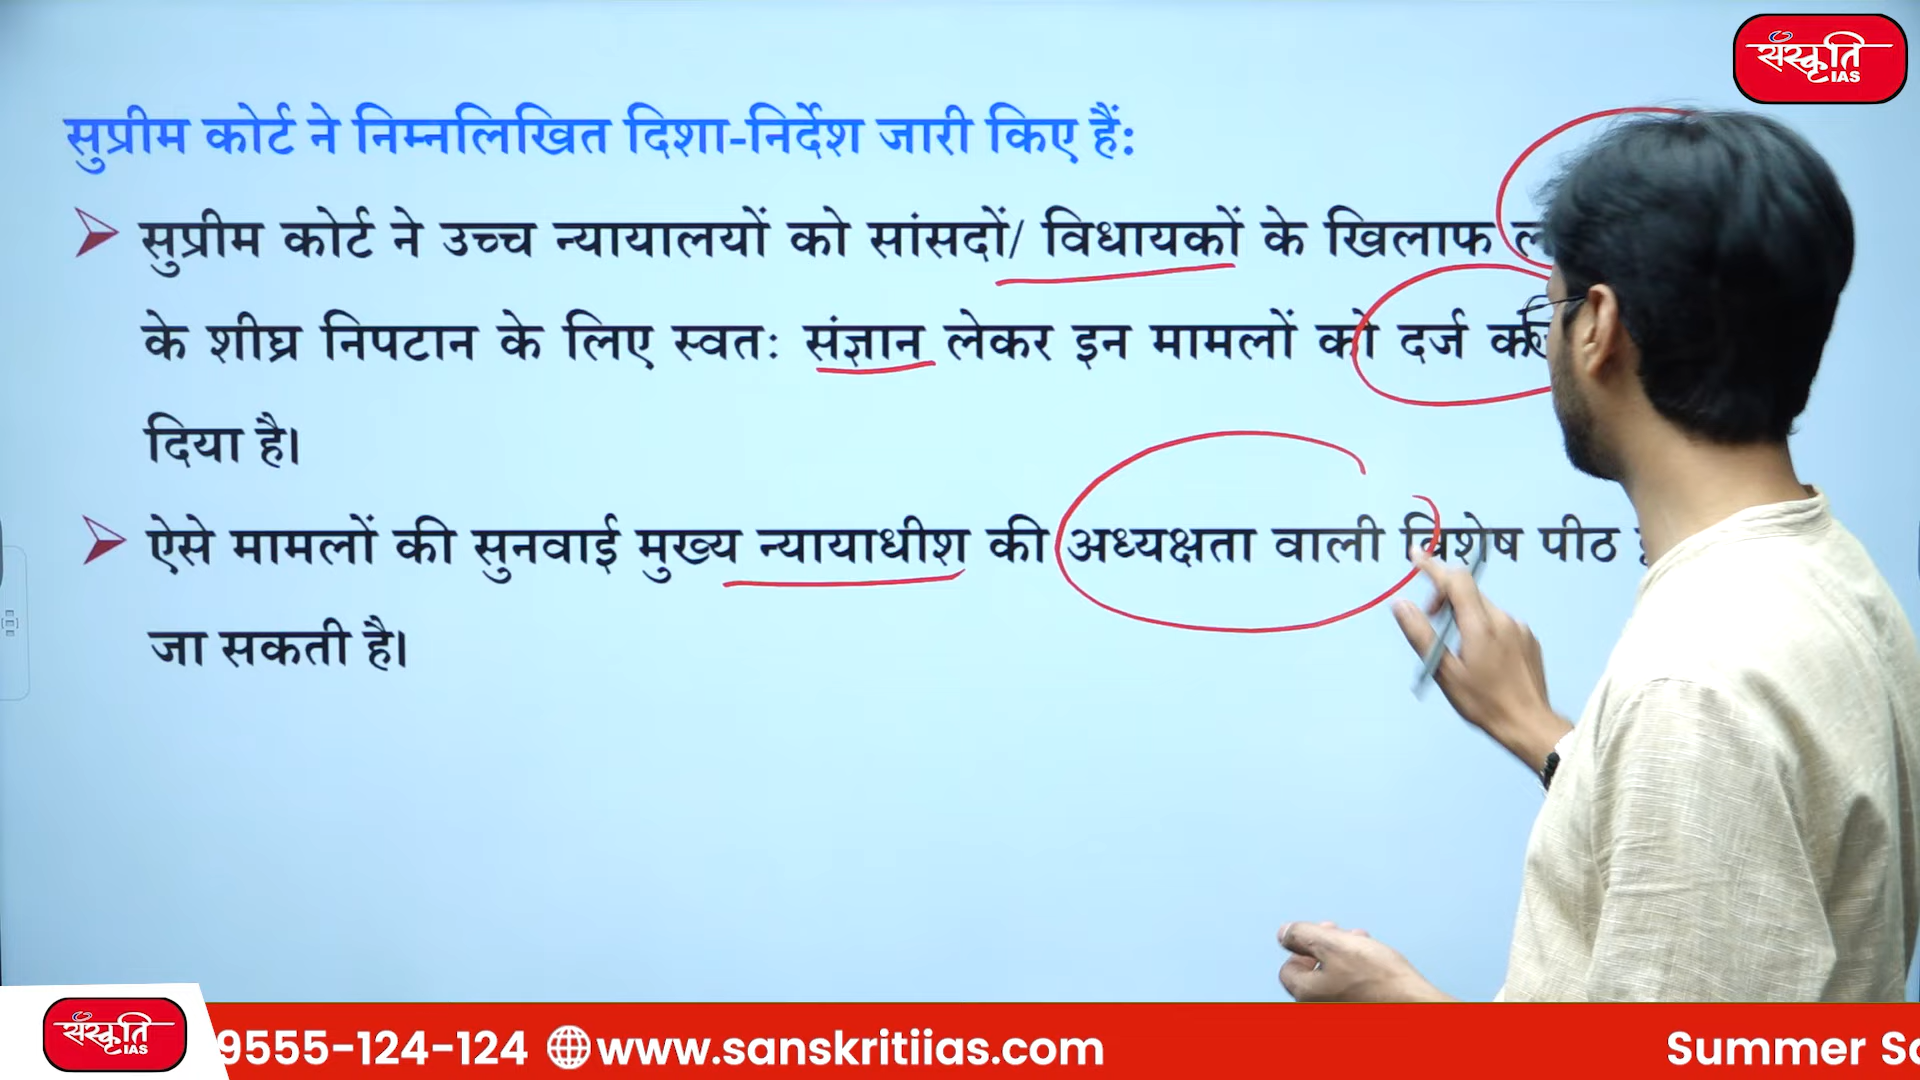 संस्कृति
IAS
सुप्रीम कोर्ट ने निम्नलिखित दिशा-निर्देश जारी किए हैं:
सुप्रीम कोर्ट ने उच्च न्यायालयों को सांसदों/ विधायकों के खिलाफ
के शीघ्र निपटान के लिए स्वतः संज्ञान लेकर इन मामलों को दर्ज
दिया है।
ऐसे मामलों की सुनवाई मुख्य न्यायाधीश की अध्यक्षता वाली विशेष पीठ
जा सकती है।
संस्कृति
IAS
9555-124-124 www.sanskritiias.com Summer